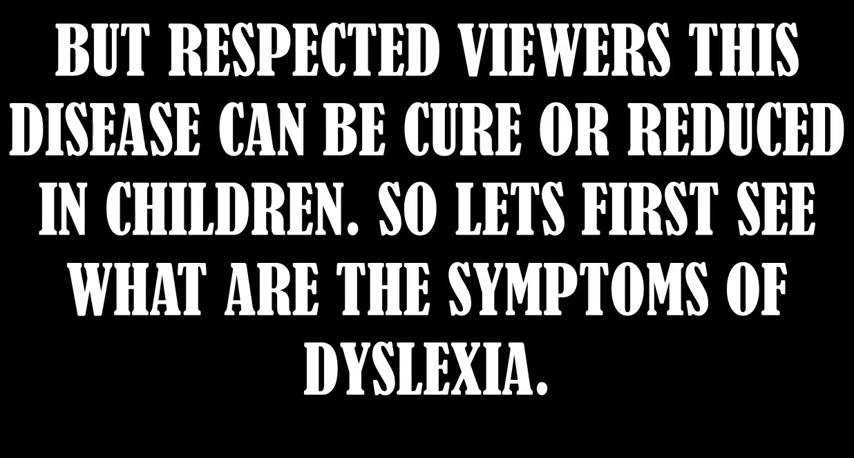 BUT RESPECTED VIEWERS THIS
DISEASE CAN BE CURE OR REDUCED
IN CHILDREN. SO LETS FIRST SEE
WHAT ARE THE SYMPTOMS OF
DYSLEXIA.